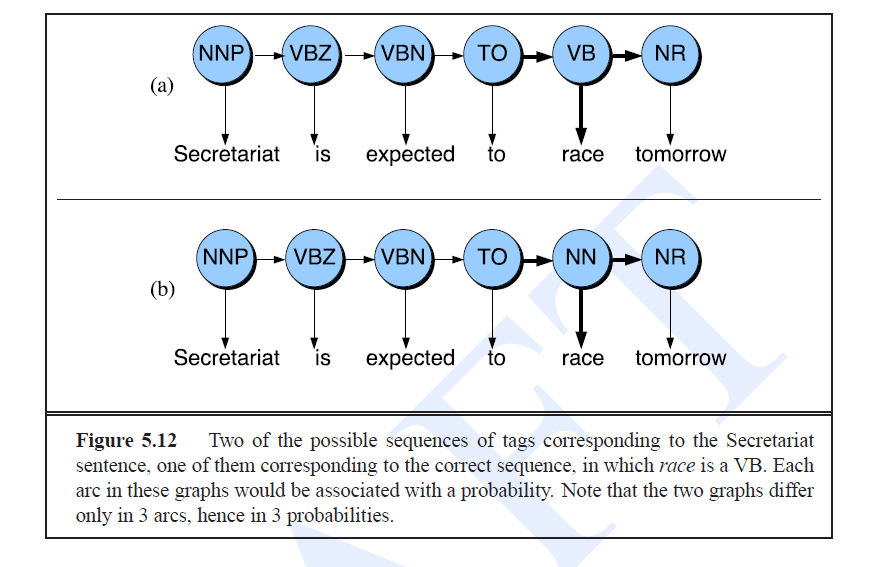 NNP VBZ VBN TO VB NR
(a)
Secretariat is expected to race tomorrow
NNP VBZ VBN TO NN NR
(b)
Secretariat is expected to race tomorrow
Figure 5.12 Two of the possible sequences of tags corresponding to the Secretariat
sentence, one of them corresponding to the correct sequence, in which race is a VB. Each
arc in these graphs would be associated with a probability. Note that the two graphs differ
only in 3 arcs, hence in 3 probabilities.